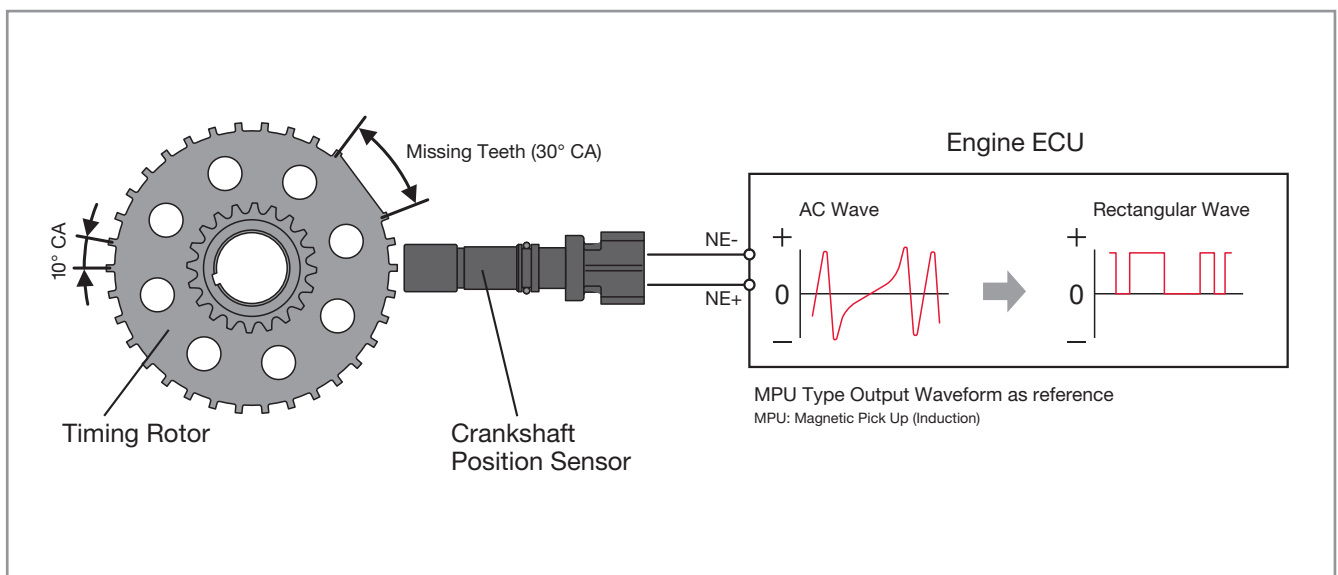 Engine ECU
Missing Teeth (30° CA)
10° CA
AC Wave
Rectangular Wave
NE-
NE+
+
0
—
+
0
—
MPU Type Output Waveform as reference
MPU: Magnetic Pick Up (Induction)
Timing Rotor
Crankshaft
Position Sensor